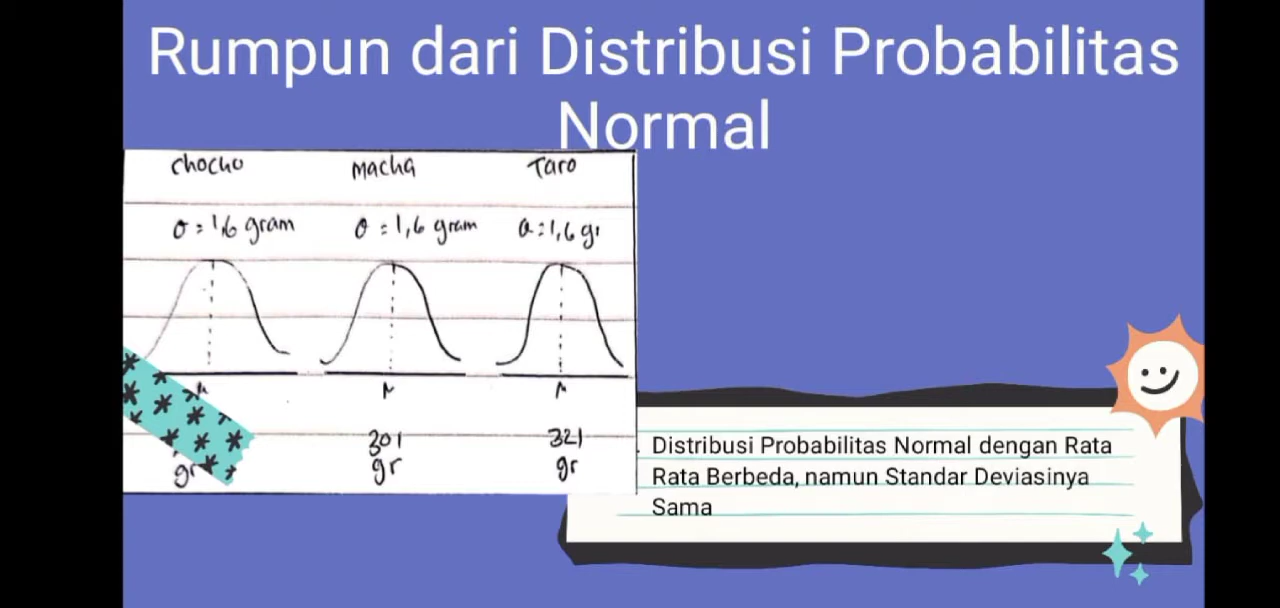 Rumpun dari Distribusi Probabilitas
Normal
Chocho macha Taro
σ = 1,6 gram σ = 1,6 gram σ = 1,6 gr
μ μ μ
301 321
gr gr gr
Distribusi Probabilitas Normal dengan Rata
Rata Berbeda, namun Standar Deviasinya
Sama